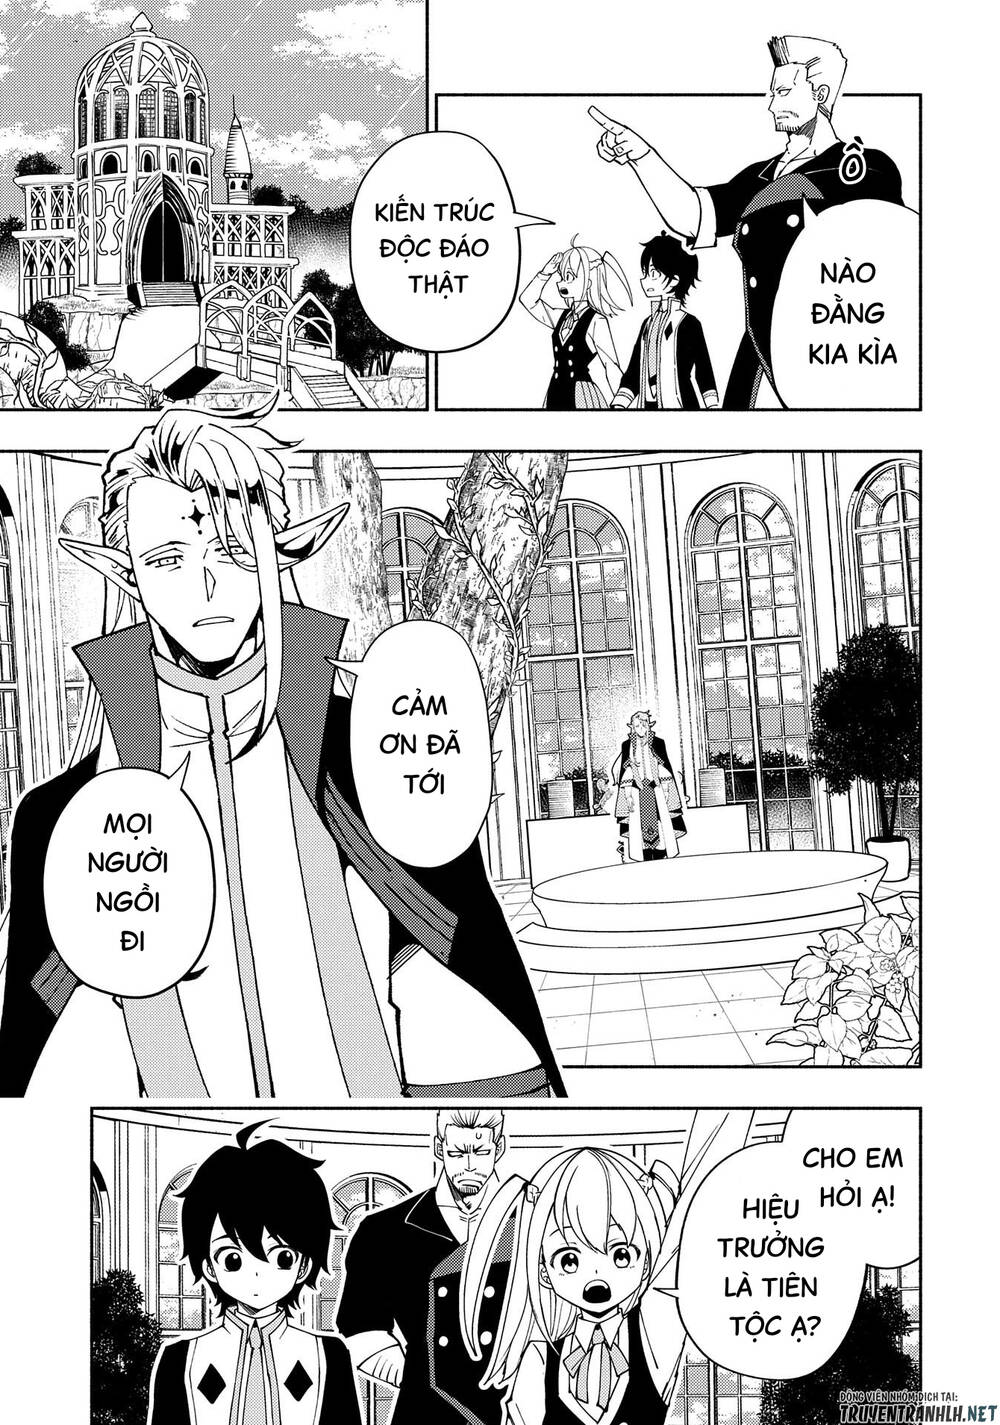 Ồ
NÀO
ĐẰNG
KIA KÌA
KIẾN TRÚC
ĐỘC ĐÁO
THẬT
CẢM
ƠN ĐÃ
TỚI
MỌI
NGƯỜI
NGỒI
ĐI
CHO EM
HỎI Ạ!
HIỆU
TRƯỞNG
LÀ TIÊN
TỘC Ạ?
ĐỘNG VIÊN NHÓM DỊCH TẠI:
TRUYENTRANHLH.NET